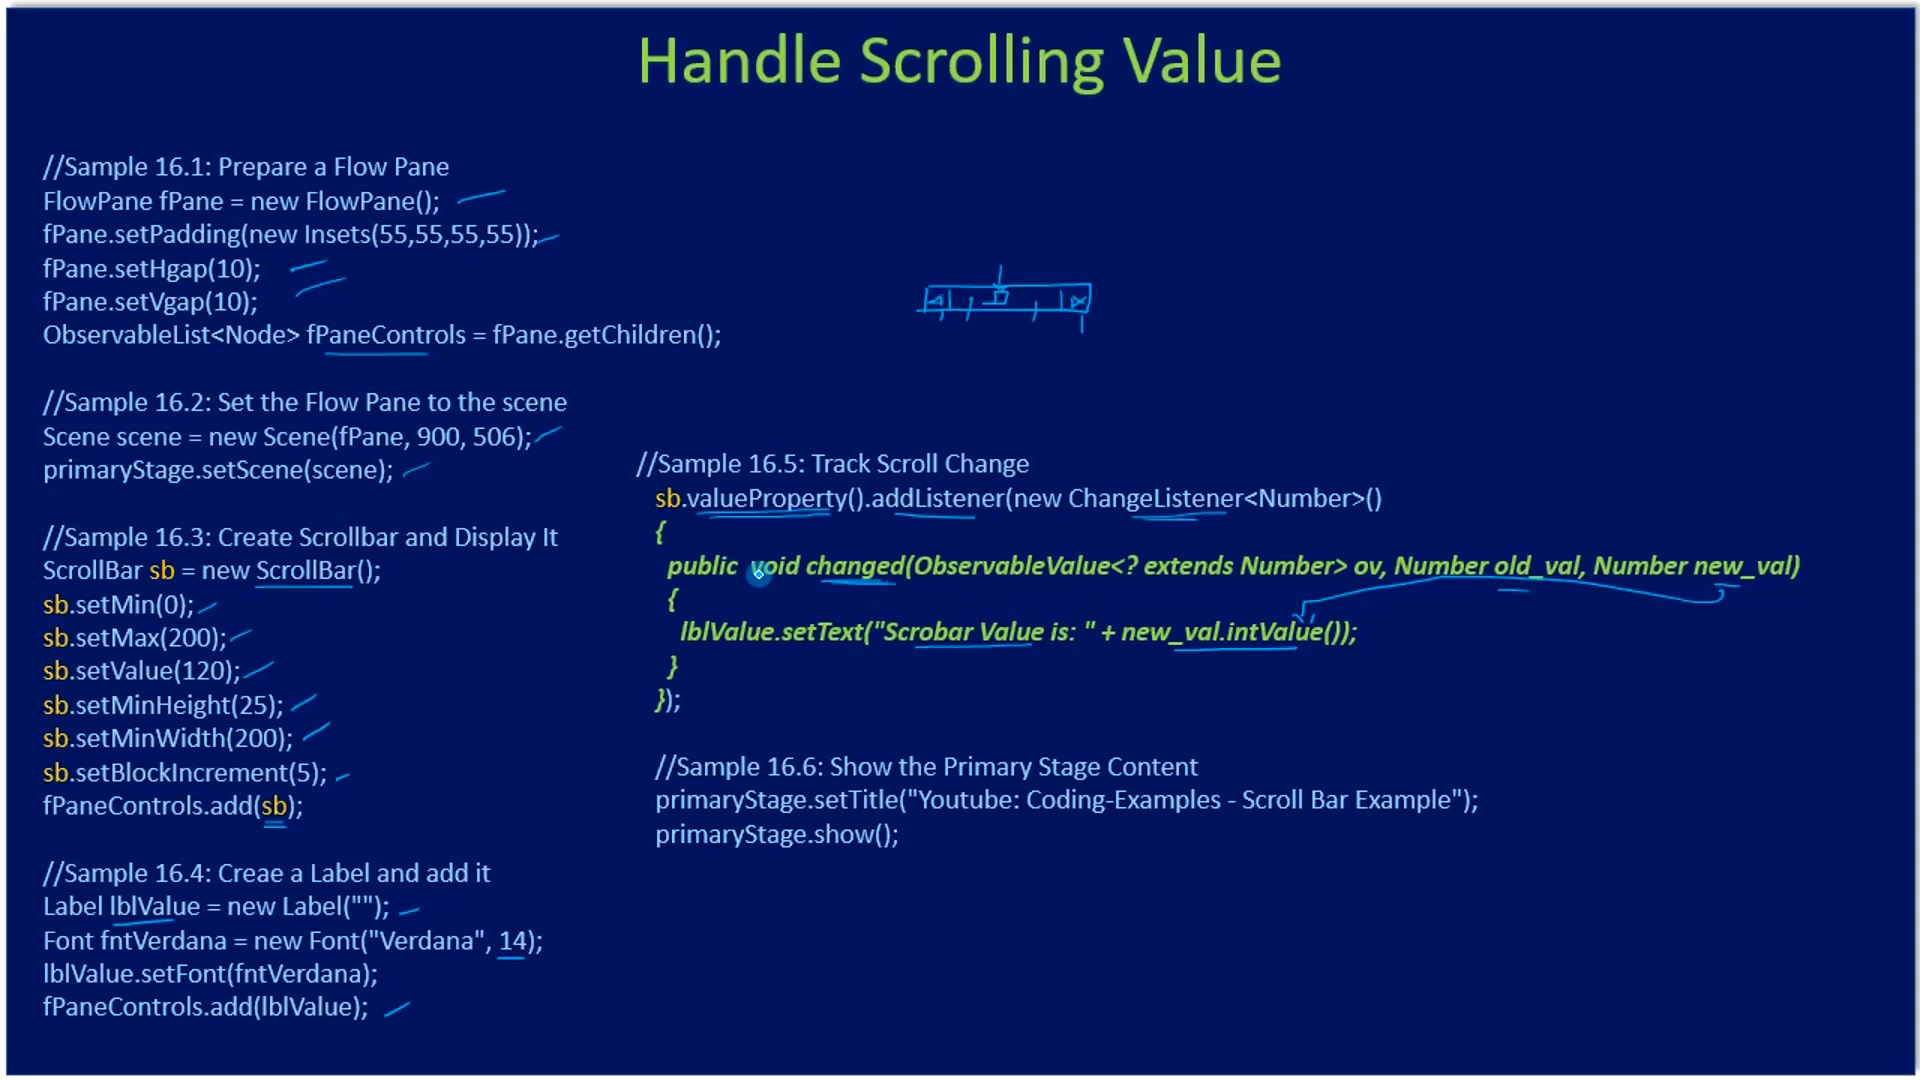 Handle Scrolling Value
//Sample 16.1: Prepare a Flow Pane
FlowPane fPane = new FlowPane();
fPane.setPadding(new Insets(55,55,55,55));
fPane.setHgap(10);
fPane.setVgap(10);
ObservableList<Node> fPaneControls = fPane.getChildren();
//Sample 16.2: Set the Flow Pane to the scene
Scene scene = new Scene(fPane, 900, 506);
primaryStage.setScene(scene);
//Sample 16.3: Create Scrollbar and Display It
ScrollBar sb = new ScrollBar();
sb.setMin(0);
sb.setMax(200);
sb.setValue(120);
sb.setMinHeight(25);
sb.setMinWidth(200);
sb.setBlockIncrement(5);
fPaneControls.add(sb);
//Sample 16.4: Creae a Label and add it
Label lblValue = new Label("");
Font fntVerdana = new Font("Verdana", 14);
lblValue.setFont(fntVerdana);
fPaneControls.add(lblValue);
//Sample 16.5: Track Scroll Change
sb.valueProperty().addListener(new ChangeListener<Number>()
{
public void changed(ObservableValue<? extends Number> ov, Number old_val, Number new_val)
{
lblValue.setText("Scrobar Value is: " + new_val.intValue());
}
});
//Sample 16.6: Show the Primary Stage Content
primaryStage.setTitle("Youtube: Coding-Examples - Scroll Bar Example");
primaryStage.show();